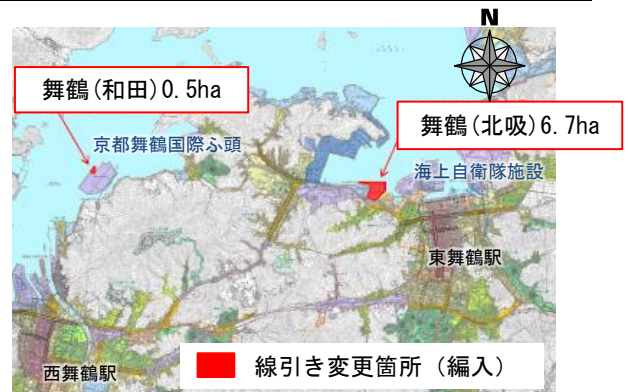 N
舞鶴(和田)0.5ha
舞鶴(北吸)6.7ha
京都舞鶴国際ふ頭
海上自衛隊施設
東舞鶴駅
西舞鶴駅
線引き変更箇所(編入)